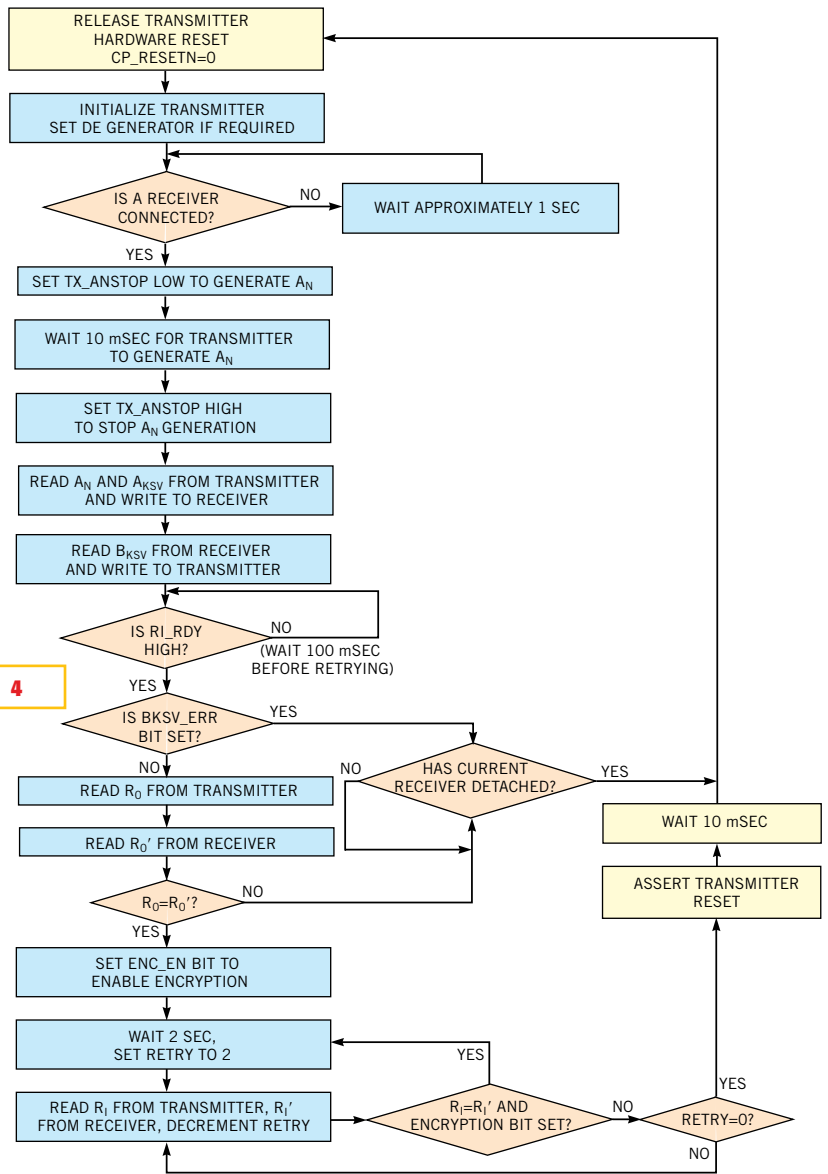 RELEASE TRANSMITTER
HARDWARE RESET
CP_RESETN=0
INITIALIZE TRANSMITTER
SET DE GENERATOR IF REQUIRED
IS A RECEIVER
CONNECTED?
NO
WAIT APPROXIMATELY 1 SEC
YES
SET TX_ANSTOP LOW TO GENERATE AN
WAIT 10 mSEC FOR TRANSMITTER
TO GENERATE AN
SET TX_ANSTOP HIGH
TO STOP AN GENERATION
READ AN AND AKSV FROM TRANSMITTER
AND WRITE TO RECEIVER
READ BKSV FROM RECEIVER
AND WRITE TO TRANSMITTER
IS RI_RDY
HIGH?
NO
(WAIT 100 mSEC
BEFORE RETRYING)
YES
4
IS BKSV_ERR
BIT SET?
YES
NO
HAS CURRENT
RECEIVER DETACHED?
NO
YES
READ R0 FROM TRANSMITTER
READ R0' FROM RECEIVER
WAIT 10 mSEC
ASSERT TRANSMITTER
RESET
R0=R0'?
NO
YES
SET ENC_EN BIT TO
ENABLE ENCRYPTION
WAIT 2 SEC,
SET RETRY TO 2
YES
READ RI FROM TRANSMITTER, RI'
FROM RECEIVER, DECREMENT RETRY
RI=RI' AND
ENCRYPTION BIT SET?
NO
YES
RETRY=0?
NO